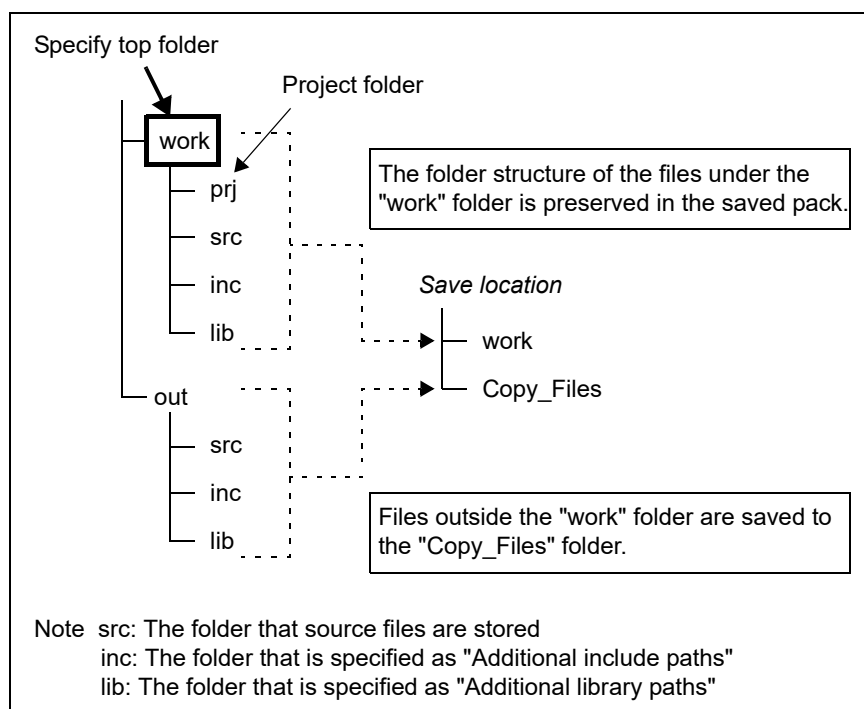 Specify top folder
Project folder
work
prj
src
inc
lib
The folder structure of the files under the
"work" folder is preserved in the saved pack.
Save location
work
Copy_Files
out
src
inc
lib
Files outside the "work" folder are saved to
the "Copy_Files" folder.
Note src: The folder that source files are stored
inc: The folder that is specified as "Additional include paths"
lib: The folder that is specified as "Additional library paths"